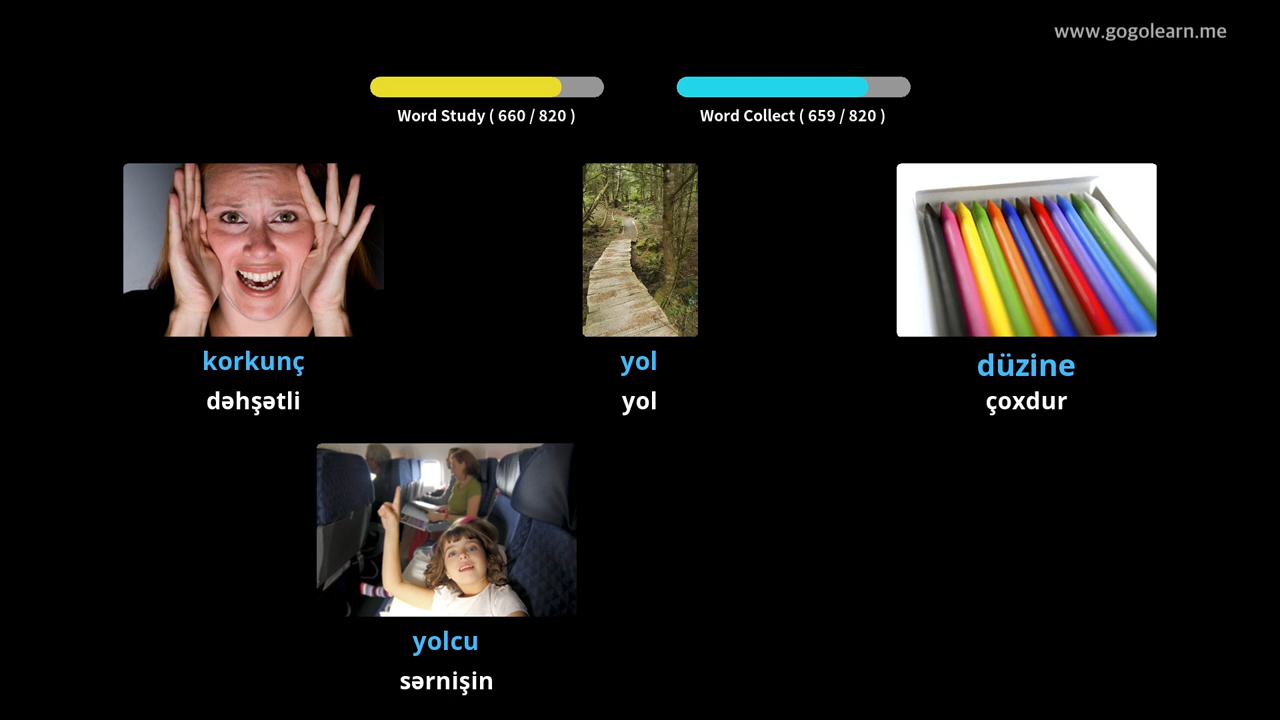 www.gogolearn.me
Word Study ( 660 / 820 )
Word Collect ( 659 / 820 )
korkunç
dəhşətli
yol
yol
düzine
çoxdur
yolcu
sərnişin